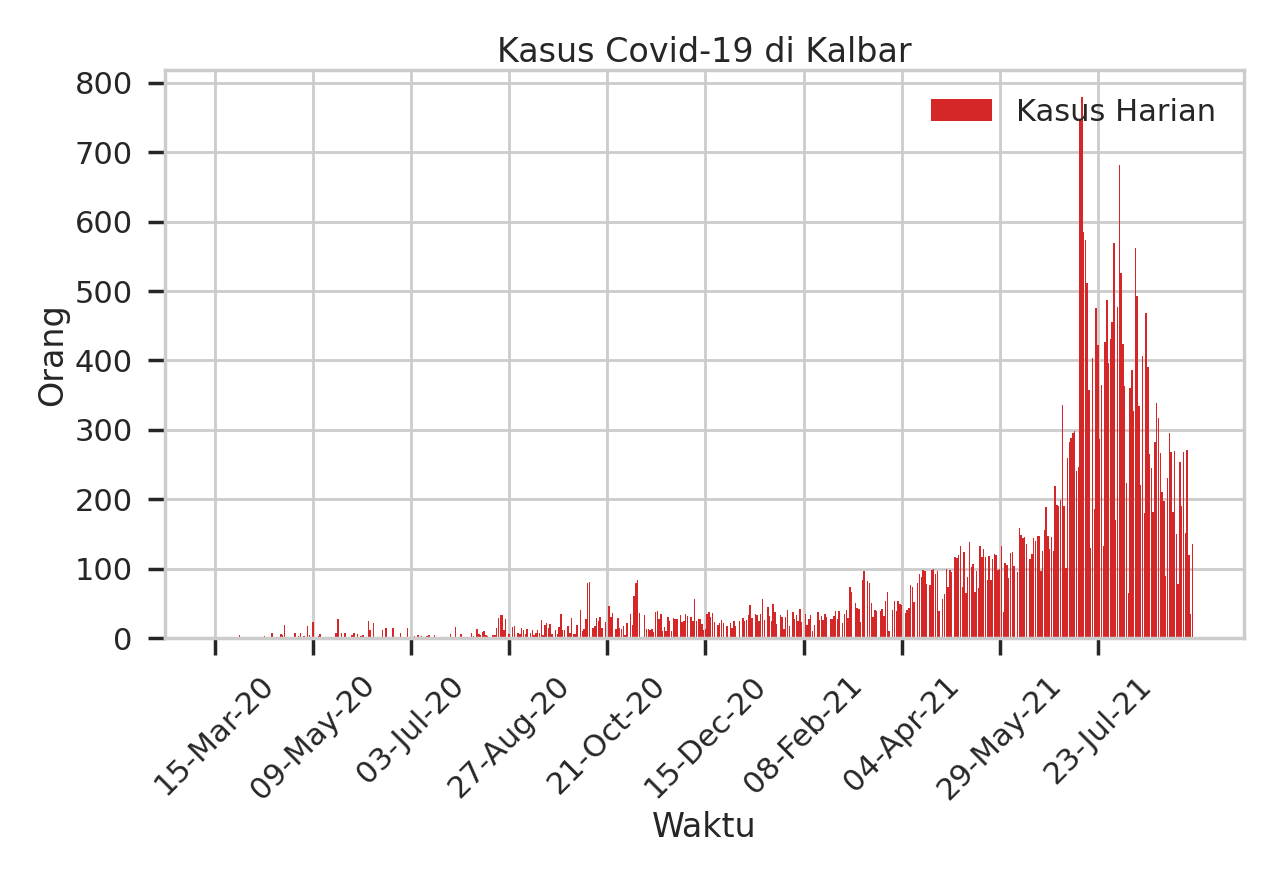 Kasus Covid-19 di Kalbar
Kasus Harian
Orang
800
700
600
500
400
300
200
100
0
15-Mar-20
09-May-20
03-Jul-20
27-Aug-20
21-Oct-20
15-Dec-20
08-Feb-21
04-Apr-21
29-May-21
23-Jul-21
Waktu